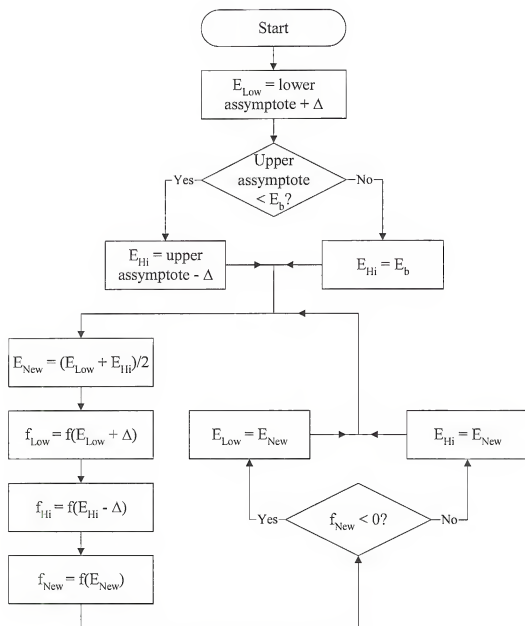 Start
E_Low = lower
assymptote + Δ
Upper
assymptote
< E_b?
Yes
No
E_Hi = upper
assymptote - Δ
E_Hi = E_b
E_New = (E_Low + E_Hi)/2
f_Low = f(E_Low + Δ)
f_Hi = f(E_Hi - Δ)
f_New = f(E_New)
E_Low = E_New
E_Hi = E_New
Yes
f_New < 0?
No